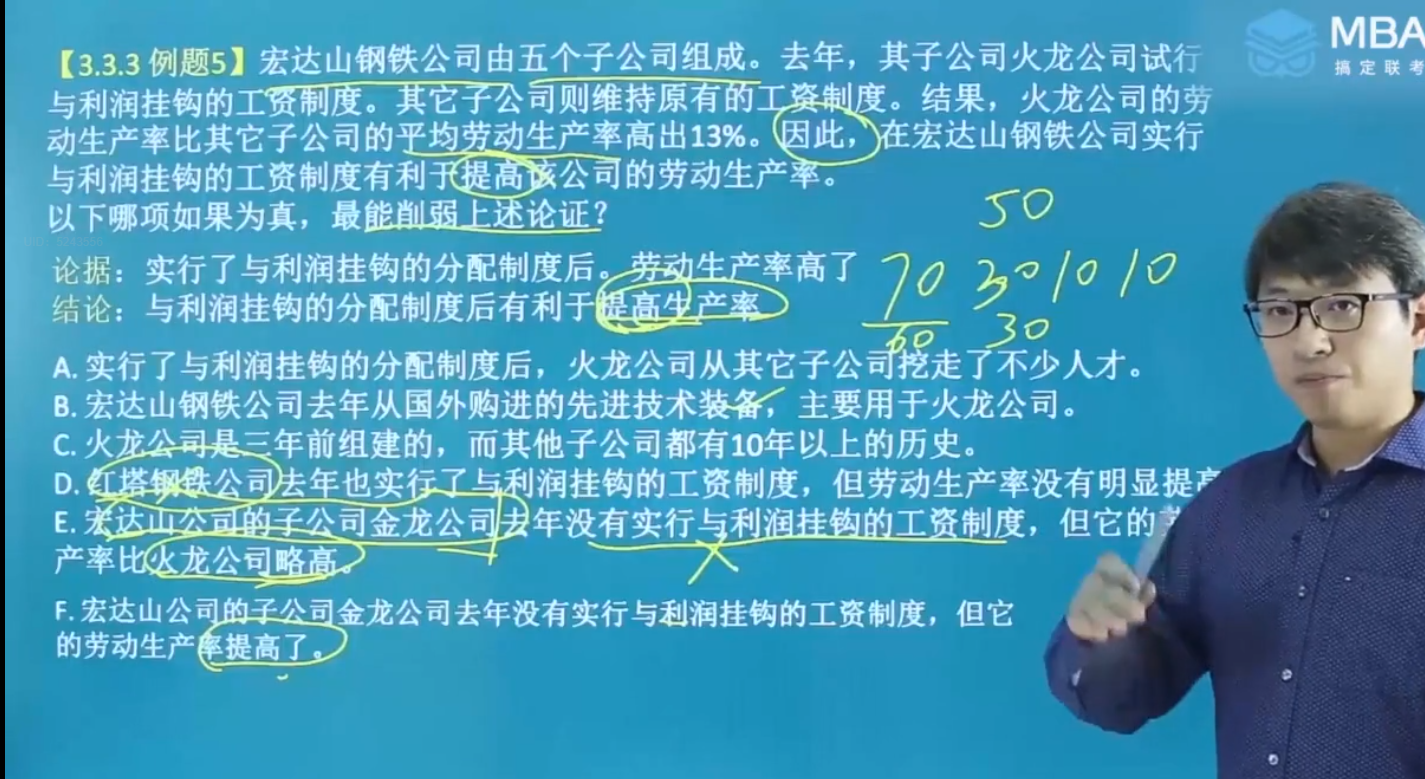 MBA
搞定联考
【3.3.3 例题5】宏达山钢铁公司由五个子公司组成。去年，其子公司火龙公司试行
与利润挂钩的工资制度。其它子公司则维持原有的工资制度。结果，火龙公司的劳
动生产率比其它子公司的平均劳动生产率高出13%。因此，在宏达山钢铁公司实行
与利润挂钩的工资制度有利于提高该公司的劳动生产率。
以下哪项如果为真，最能削弱上述论证？
50
论据：实行了与利润挂钩的分配制度后。劳动生产率高了
70 30 10 10
结论：与利润挂钩的分配制度后有利于提高生产率
60 30
A. 实行了与利润挂钩的分配制度后，火龙公司从其它子公司挖走了不少人才。
B. 宏达山钢铁公司去年从国外购进的先进技术装备，主要用于火龙公司。
C. 火龙公司是三年前组建的，而其他子公司都有10年以上的历史。
D. 红塔钢铁公司去年也实行了与利润挂钩的工资制度，但劳动生产率没有明显提高
E. 宏达山公司的子公司金龙公司去年没有实行与利润挂钩的工资制度，但它的
产率比火龙公司略高。
F. 宏达山公司的子公司金龙公司去年没有实行与利润挂钩的工资制度，但它
的劳动生产率提高了。